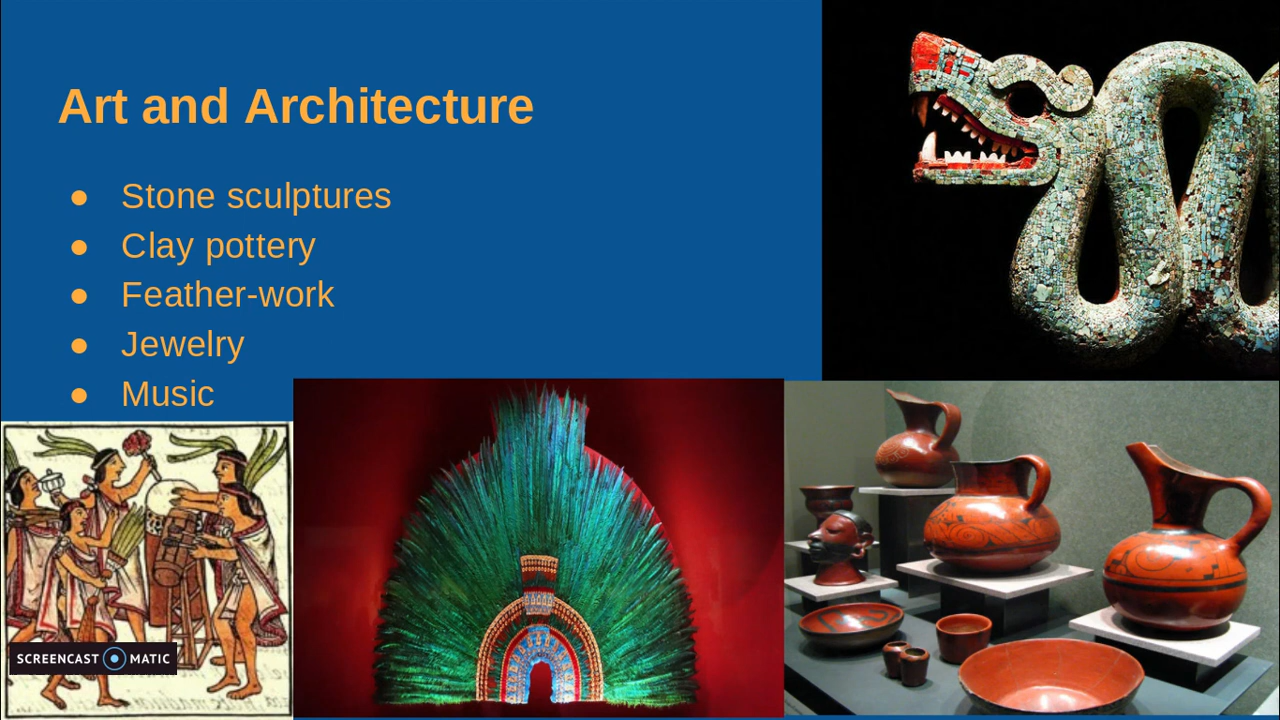 Art and Architecture
Stone sculptures
Clay pottery
Feather-work
Jewelry
Music
SCREENCAST MATIC